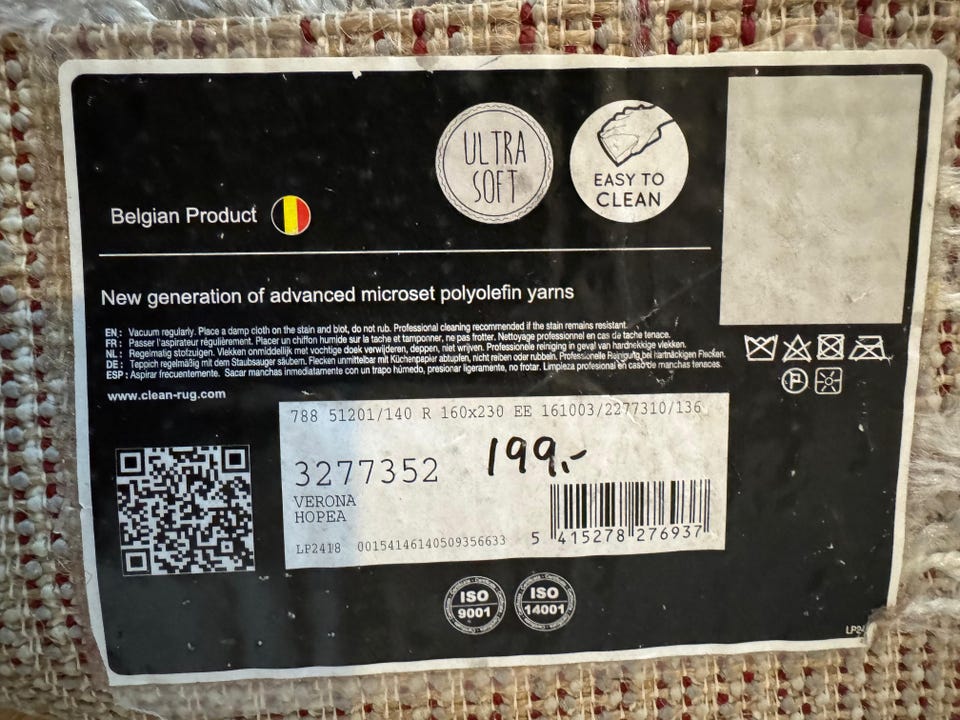 ULTRA
SOFT
EASY TO
CLEAN
Belgian Product
New generation of advanced microset polyolefin yarns
EN : Vacuum regularly. Place a damp cloth on the stain and blot, do not rub. Professional cleaning recommended if the stain remains resistant.
FR : Passer l'aspirateur régulièrement. Placer un chiffon humide sur la tache et tamponner, ne pas frotter. Nettoyage professionnel en cas de tache tenace.
NL : Regelmatig stofzuigen. Vlekken onmiddellijk met vochtige doek verwijderen, deppen, niet wrijven. Professionele reiniging in geval van hardnekkige vlekken.
DE : Teppich regelmäßig mit dem Staubsauger säubern. Flecken unmittelbar mit Küchenpapier abtupfen, nicht reiben oder rubbeln. Professionelle Reinigung bei hartnäckigen Flecken.
ESP : Aspirar frecuentemente. Sacar manchas inmediatamente con un trapo húmedo, presionar ligeramente, no frotar. Limpieza profesional en caso de manchas tenaces.
P
www.clean-rug.com
788 51201/140 R 160x230 EE 161003/2277310/136
199,-
3277352
VERONA
HOPEA
LP2418 00154146140509356633
5 415278 276937
ISO
9001
ISO
14001
LP24